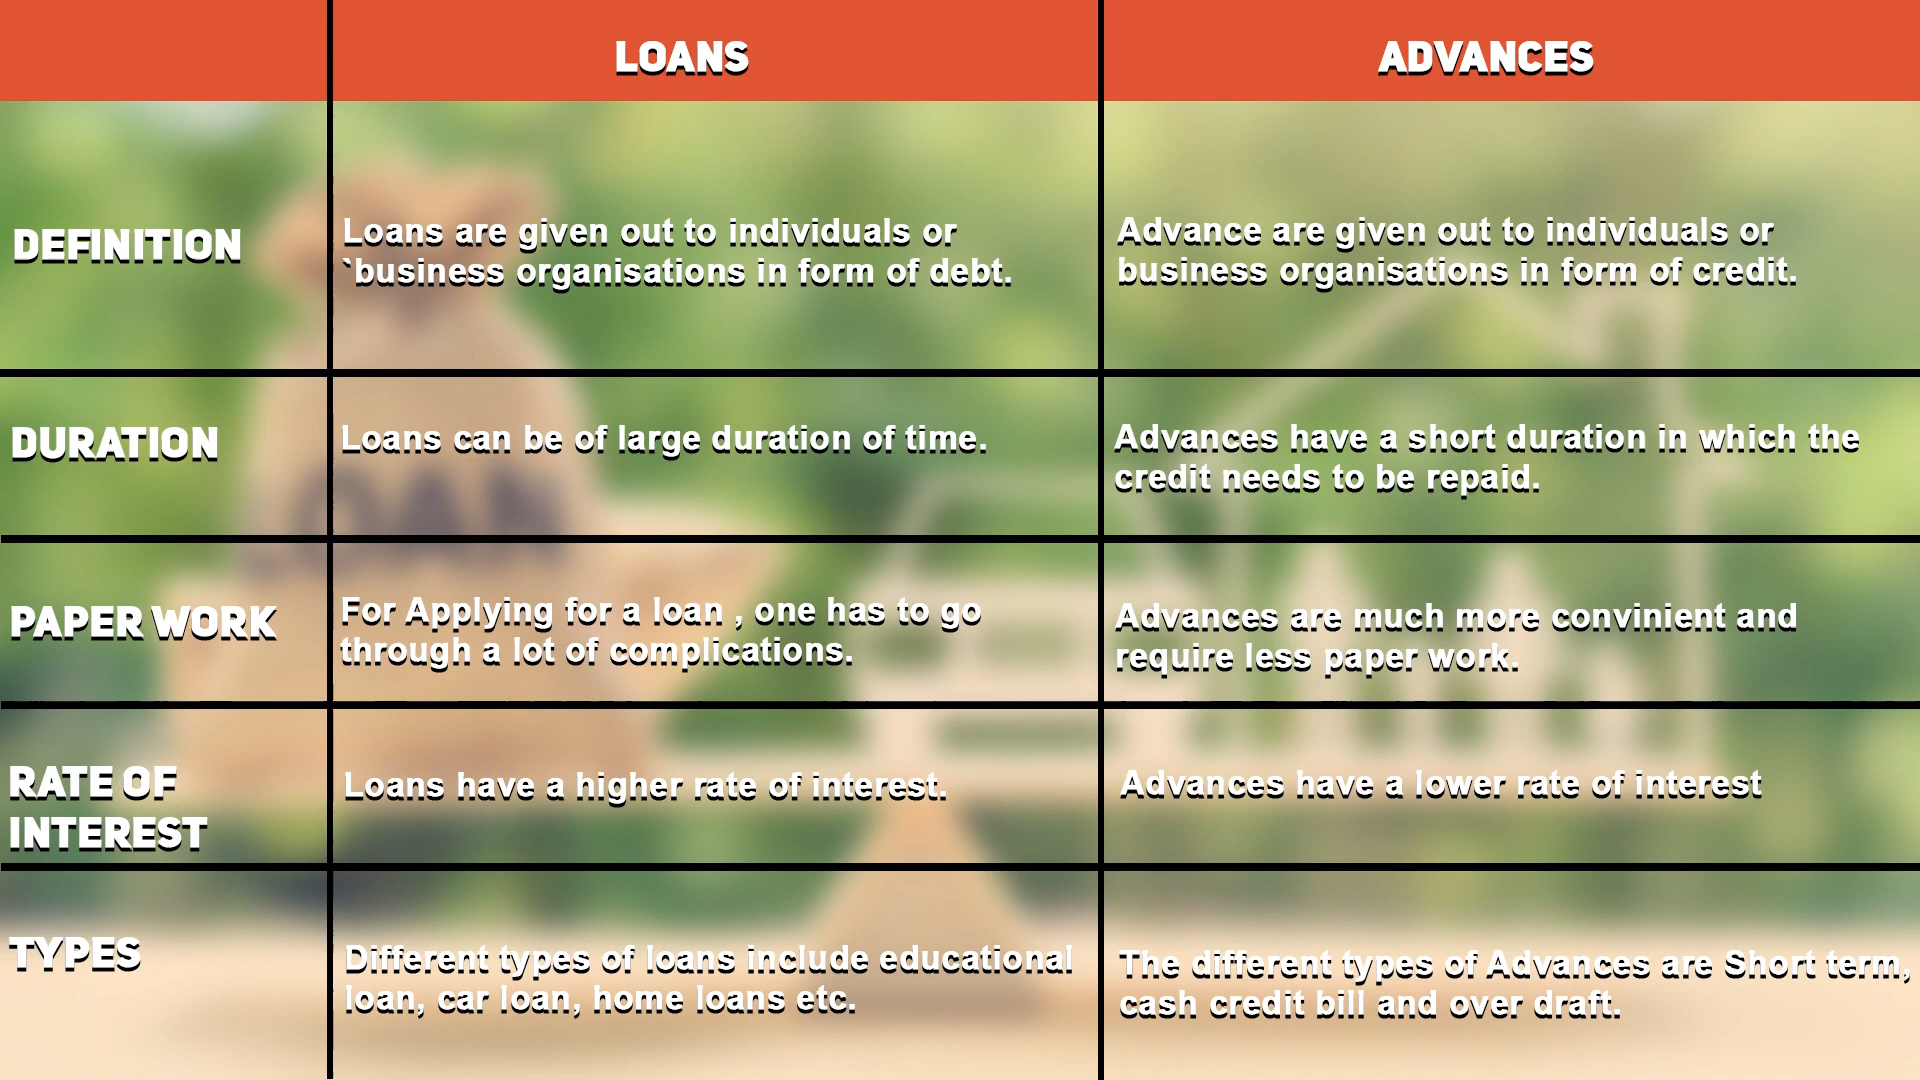 LOANS
ADVANCES
DEFINITION
Loans are given out to individuals or
`business organisations in form of debt.
Advance are given out to individuals or
business organisations in form of credit.
DURATION
Loans can be of large duration of time.
Advances have a short duration in which the
credit needs to be repaid.
PAPER WORK
For Applying for a loan , one has to go
through a lot of complications.
Advances are much more convinient and
require less paper work.
RATE OF
INTEREST
Loans have a higher rate of interest.
Advances have a lower rate of interest
TYPES
Different types of loans include educational
loan, car loan, home loans etc.
The different types of Advances are Short term,
cash credit bill and over draft.